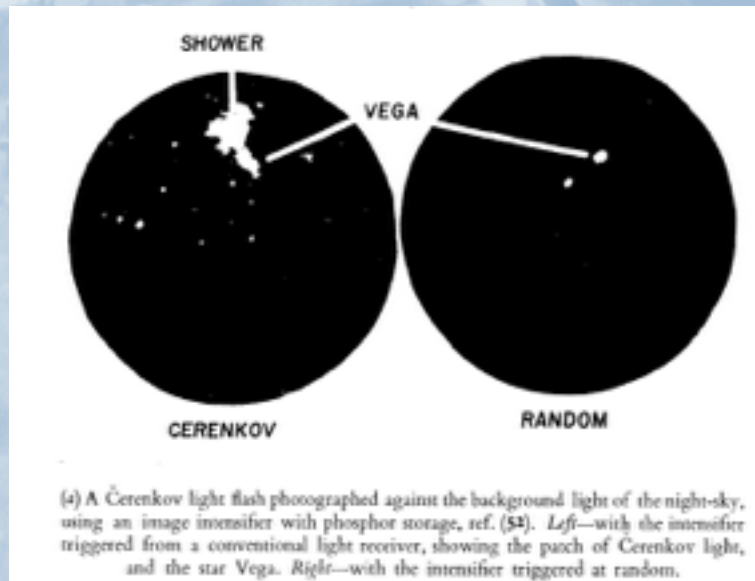 SHOWER
VEGA
CERENKOV
RANDOM
(a) A Čerenkov light flash photographed against the background light of the night-sky,
using an image intensifier with phosphor storage, ref. (52). Left—with the intensifier
triggered from a conventional light receiver, showing the patch of Čerenkov light,
and the star Vega. Right—with the intensifier triggered at random.